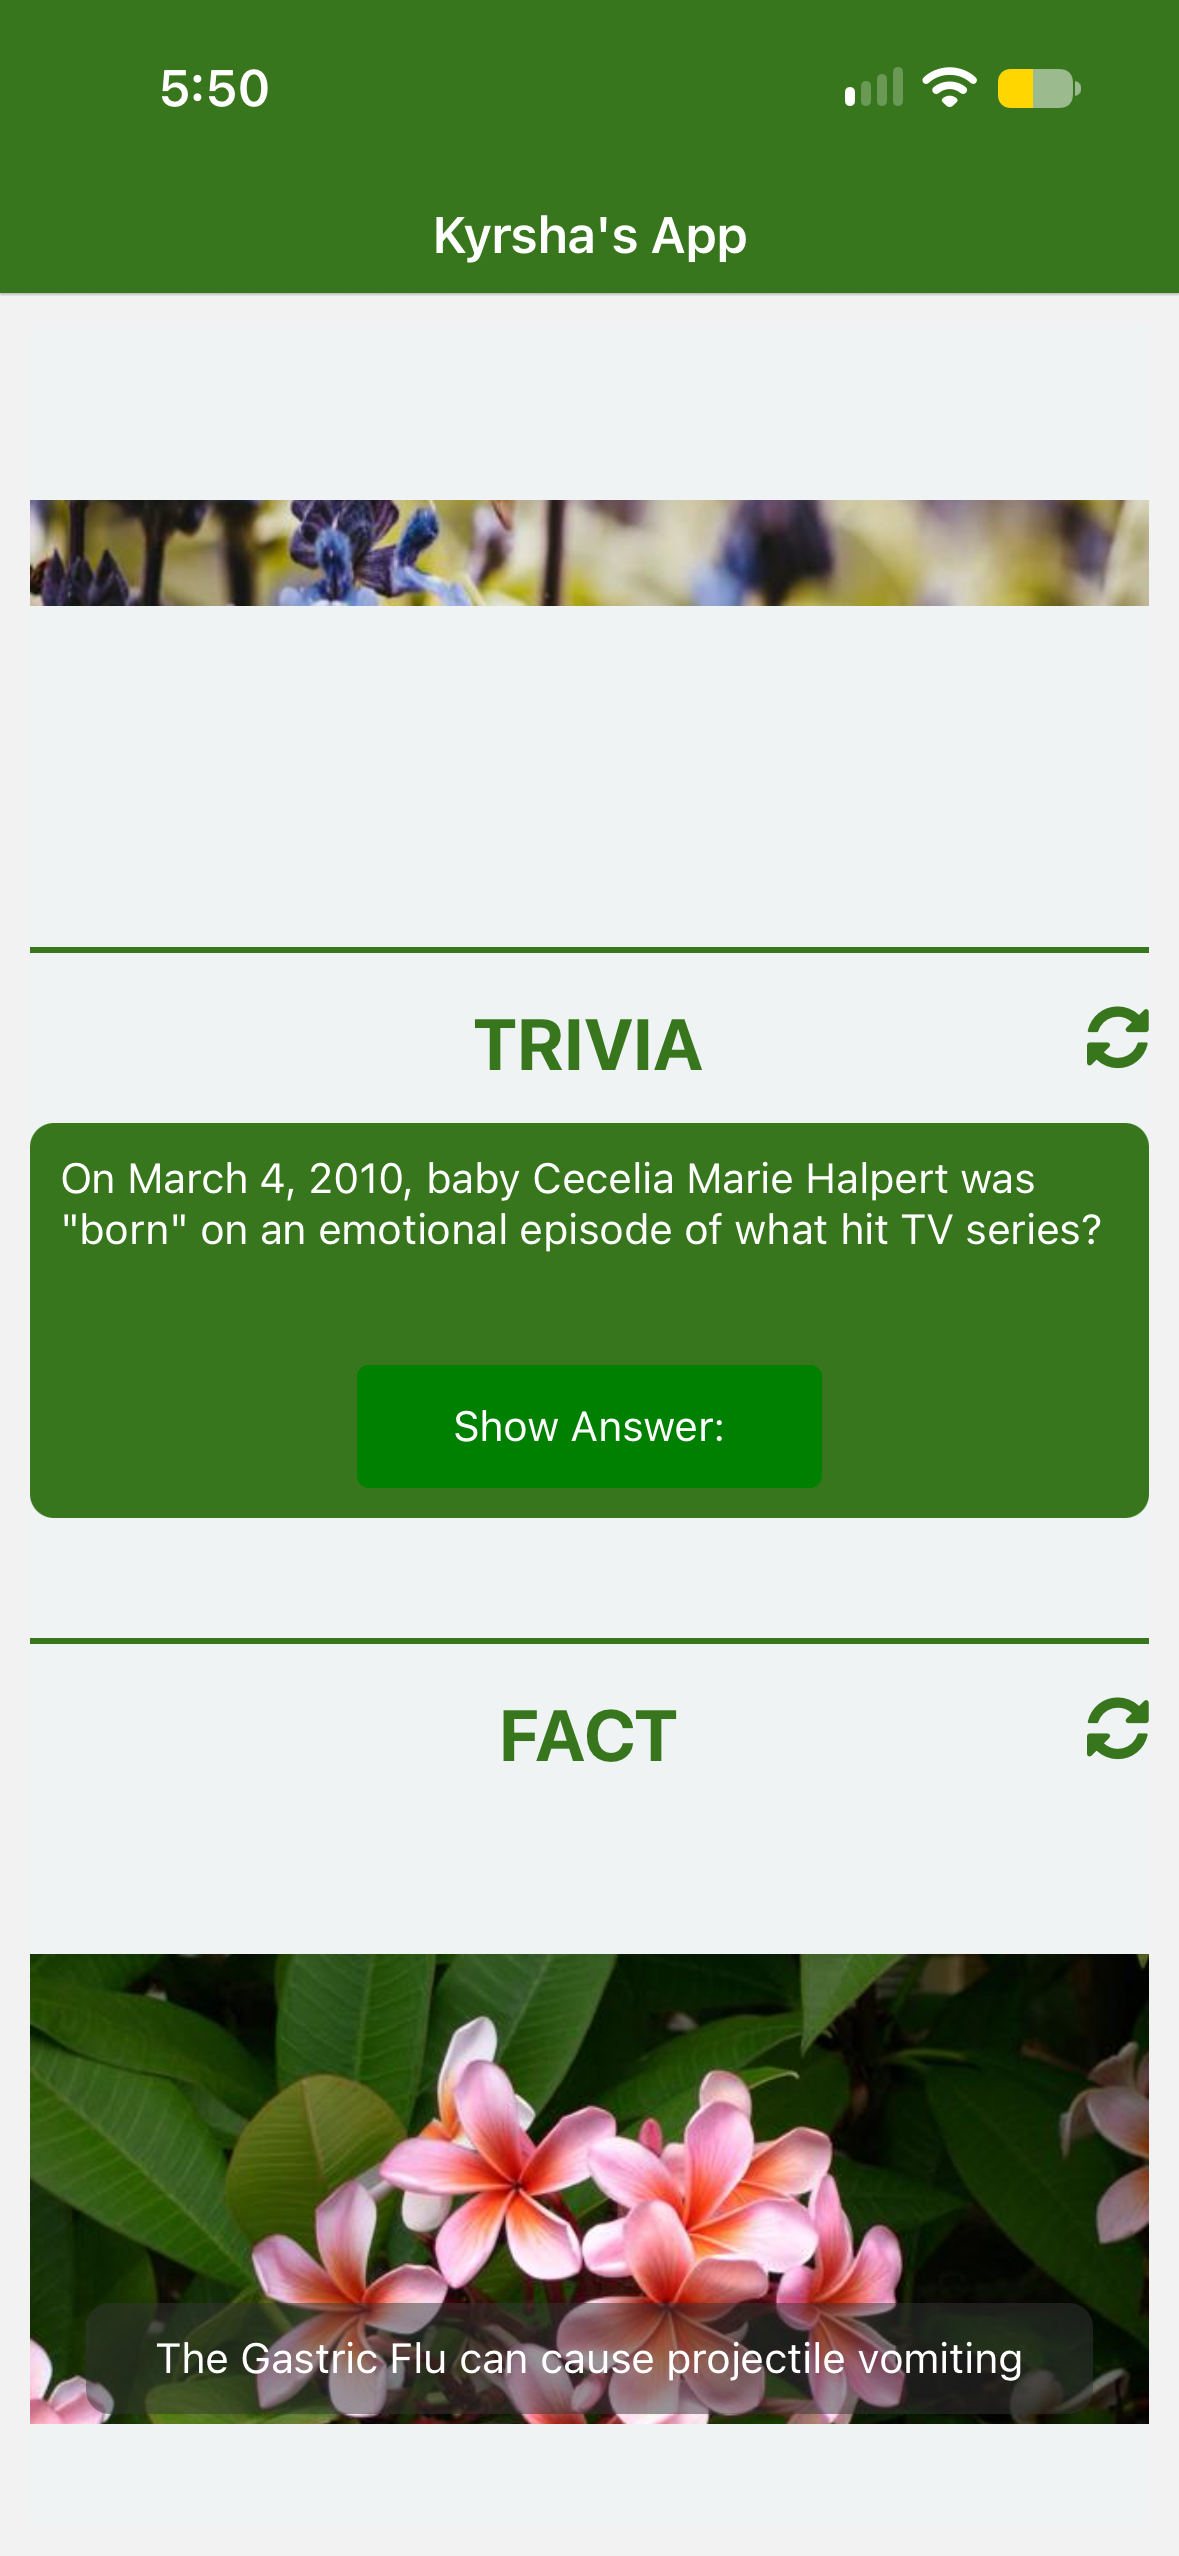 5:50
Kyrsha's App
TRIVIA
On March 4, 2010, baby Cecelia Marie Halpert was
"born" on an emotional episode of what hit TV series?
Show Answer:
FACT
The Gastric Flu can cause projectile vomiting